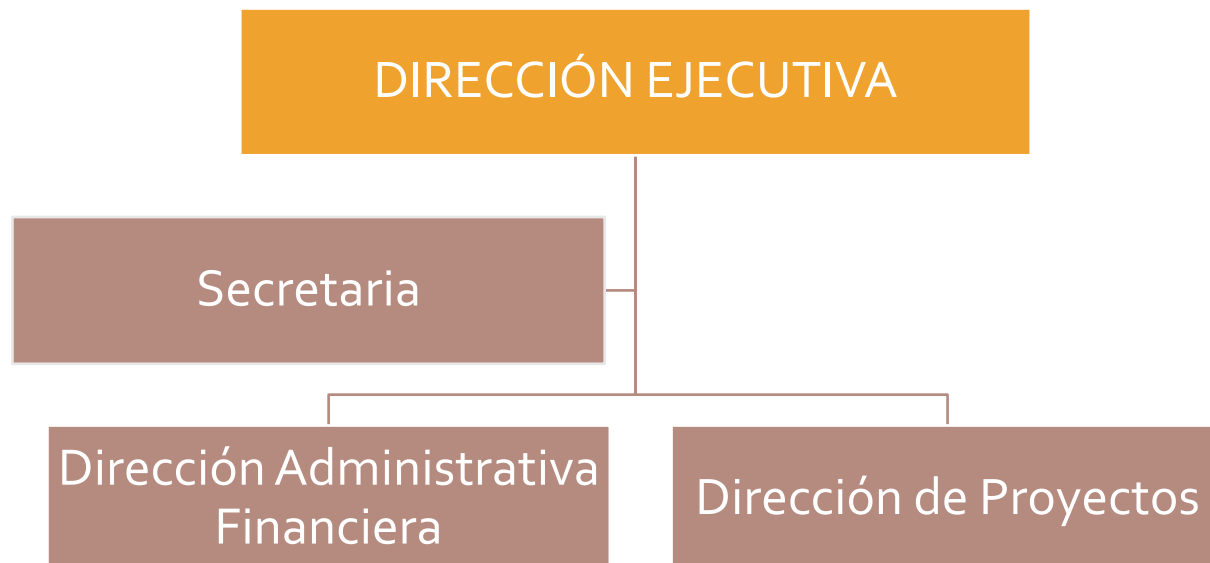 DIRECCIÓN EJECUTIVA
Secretaria
Dirección Administrativa
Financiera
Dirección de Proyectos